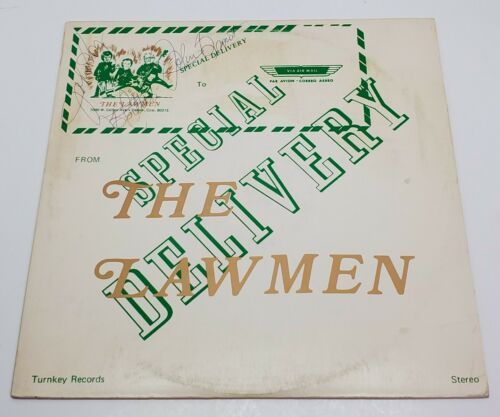 SPECIAL DELIVERY
VIA AIR MAIL
PAR AVION - CORREO AEREO
To
THE LAWMEN
FROM
SPECIAL
DELIVERY
THE
LAWMEN
Turnkey Records
Stereo